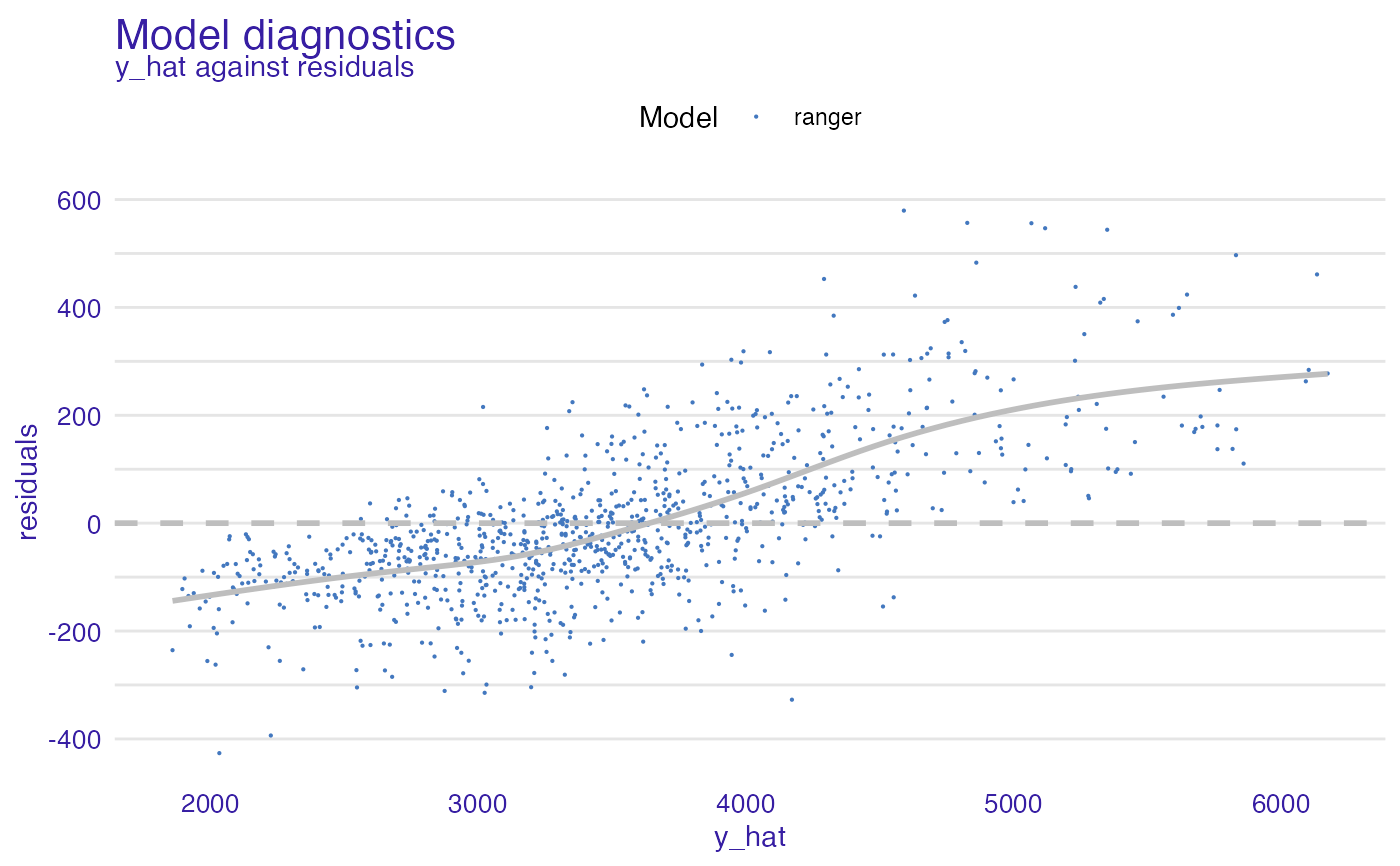 Model diagnostics
y_hat against residuals
Model ranger
600
400
200
0
-200
-400
residuals
2000 3000 4000 5000 6000
y_hat